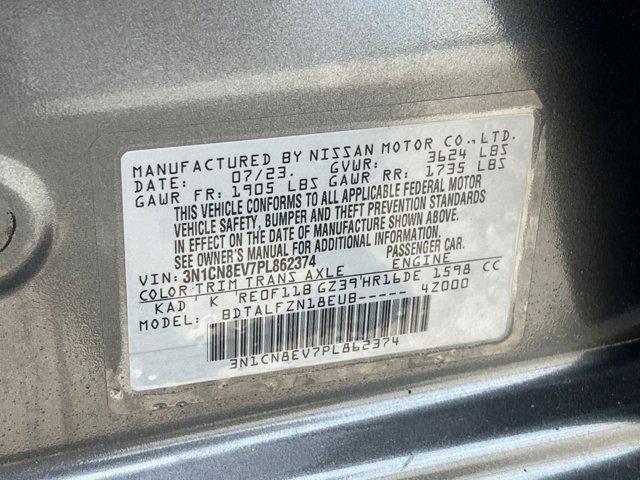 MANUFACTURED BY NISSAN MOTOR CO.,LTD.
DATE: 07/23. GVWR: 3624 LBS
GAWR FR: 1905 LBS GAWR RR: 1735 LBS
THIS VEHICLE CONFORMS TO ALL APPLICABLE FEDERAL MOTOR
VEHICLE SAFETY, BUMPER AND THEFT PREVENTION STANDARDS
IN EFFECT ON THE DATE OF MANUFACTURE SHOWN ABOVE.
SEE OWNER'S MANUAL FOR ADDITIONAL INFORMATION.
VIN: 3N1CN8EV7PL862374 PASSENGER CAR.
COLOR TRIM TRANS AXLE ENGINE
KAD K RE0F11B GZ39 HR16DE 1598 CC
MODEL: BDTALFZN18EUB----- 42000
3N1CN8EV7PL862374